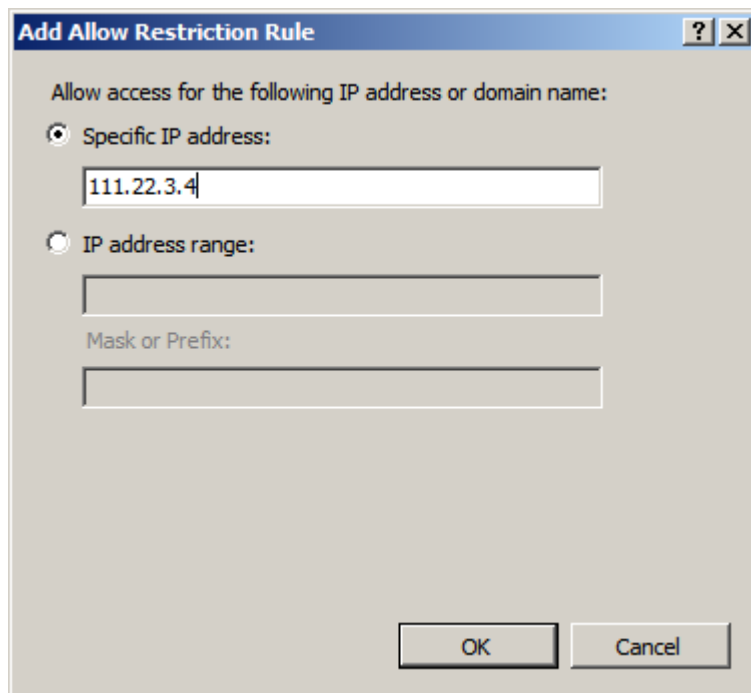 Add Allow Restriction Rule
Allow access for the following IP address or domain name:
Specific IP address:
111.22.3.4
IP address range:
Mask or Prefix:
OK Cancel